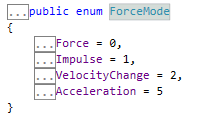 ...public enum ForceMode
{
...Force = 0,
...Impulse = 1,
...VelocityChange = 2,
...Acceleration = 5
}